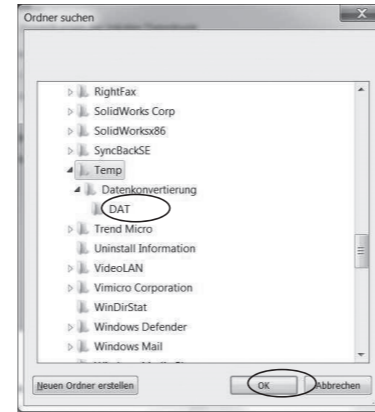 Ordner suchen
RightFax
SolidWorks Corp
SolidWorksx86
SyncBackSE
Temp
Datenkonvertierung
DAT
Trend Micro
Uninstall Information
VideoLAN
Vimicro Corporation
WinDirStat
Windows Defender
Windows Mail
Neuen Ordner erstellen OK Abbrechen